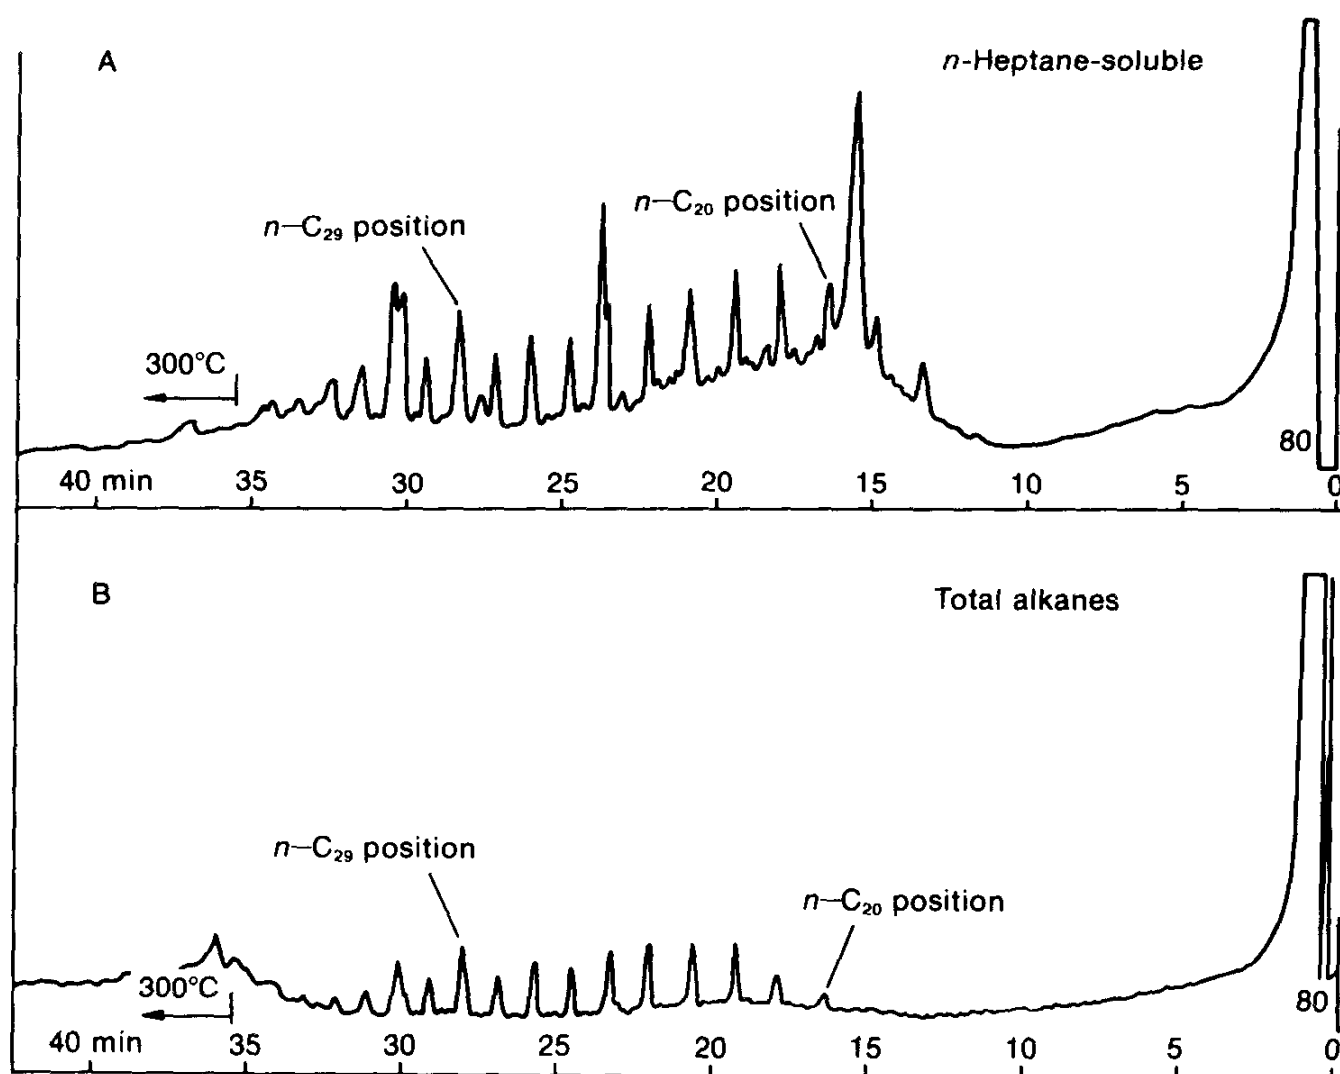 A
n-Heptane-soluble
n–C₂₀ position
n–C₂₉ position
300°C
80
40 min 35 30 25 20 15 10 5 0
B
Total alkanes
n–C₂₉ position
n–C₂₀ position
300°C
80
40 min 35 30 25 20 15 10 5 0